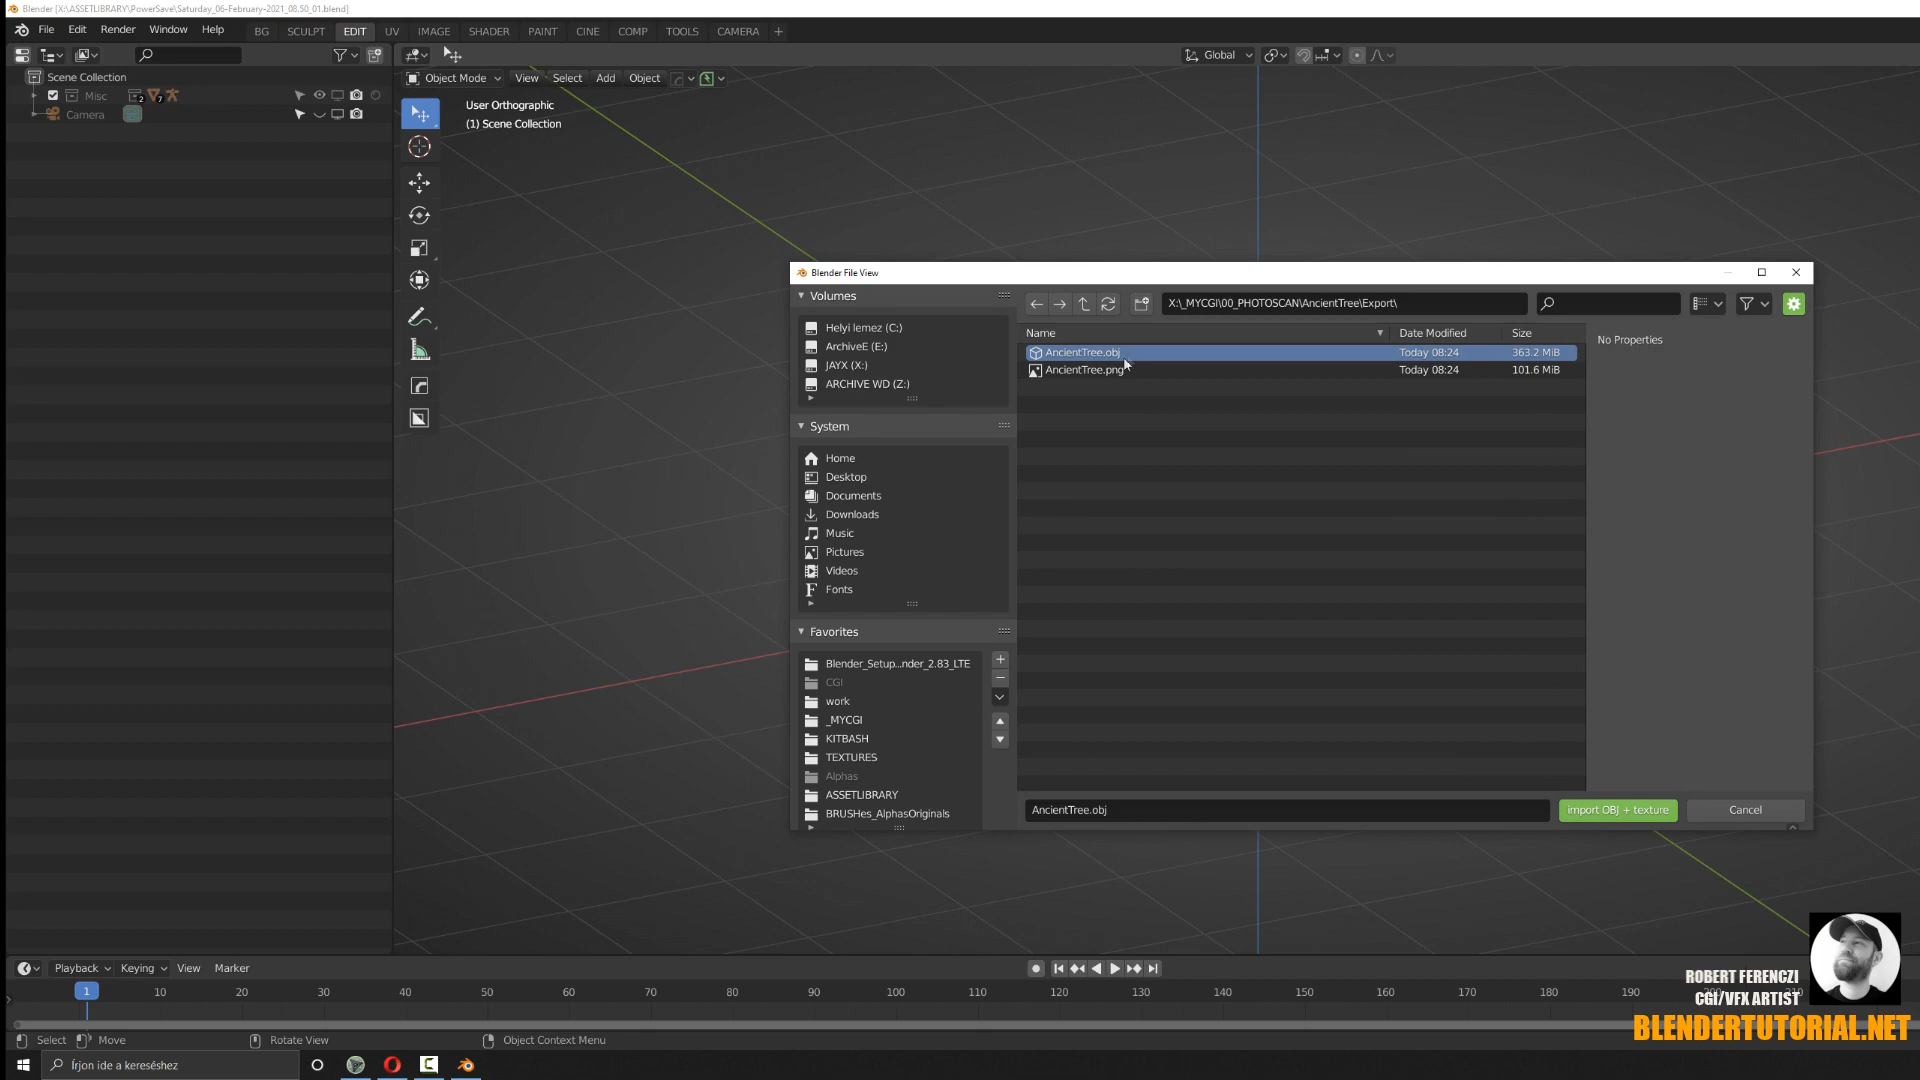 Blender [X:\ASSETLIBRARY\PowerSave\Saturday_06-February-2021_08.50_01.blend]
File Edit Render Window Help BG SCULPT EDIT UV IMAGE SHADER PAINT CINE COMP TOOLS CAMERA +
Global
Scene Collection
Object Mode View Select Add Object
Misc 2 7
Camera
User Orthographic
(1) Scene Collection
Blender File View
Volumes
X:\_MYCGI\00_PHOTOSCAN\AncientTree\Export\
Helyi lemez (C:)
ArchiveE (E:)
JAYX (X:)
ARCHIVE WD (Z:)
Name Date Modified Size
AncientTree.obj Today 08:24 363.2 MiB
AncientTree.png Today 08:24 101.6 MiB
No Properties
System
Home
Desktop
Documents
Downloads
Music
Pictures
Videos
Fonts
Favorites
Blender_Setup...nder_2.83_LTE
CGI
work
_MYCGI
KITBASH
TEXTURES
Alphas
ASSETLIBRARY
BRUSHes_AlphasOriginals
AncientTree.obj import OBJ + texture Cancel
Playback Keying View Marker
1 10 20 30 40 50 60 70 80 90 100 110 120 130 140 150 160 170 180 190 200 210
Select Move Rotate View Object Context Menu
Írjon ide a kereséshez
ROBERT FERENCZI
CGI/VFX ARTIST
BLENDERTUTORIAL.NET